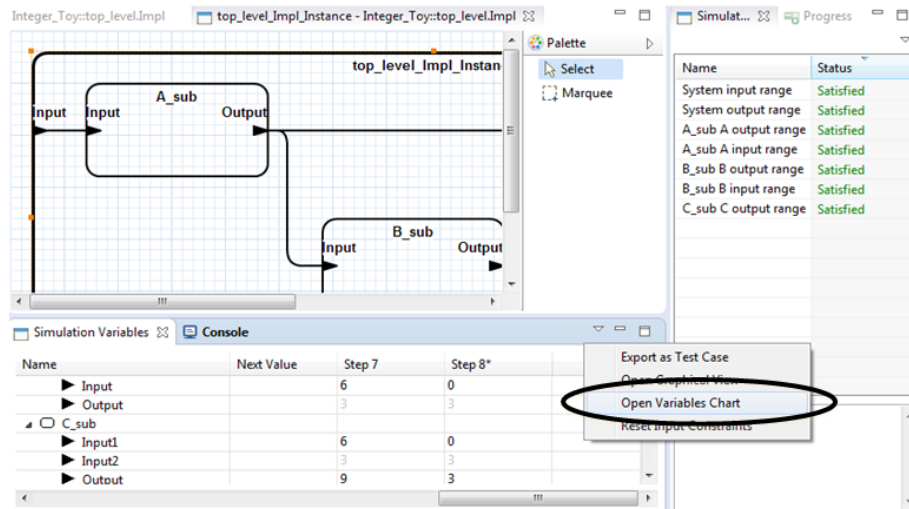 Integer_Toy::top_level.Impl
top_level_Impl_Instance - Integer_Toy::top_level.Impl
top_level_Impl_Instan
A_sub
Input
Input
Output
B_sub
Input
Output
Palette
Select
Marquee
Simulat...
Progress
Name Status
System input range Satisfied
System output range Satisfied
A_sub A output range Satisfied
A_sub A input range Satisfied
B_sub B output range Satisfied
B_sub B input range Satisfied
C_sub C output range Satisfied
Simulation Variables
Console
Name Next Value Step 7 Step 8*
Input 6 0
Output 3 3
C_sub
Input1 6 0
Input2 3 3
Output 9 3
Export as Test Case
Open Graphical View
Open Variables Chart
Reset Input Constraints